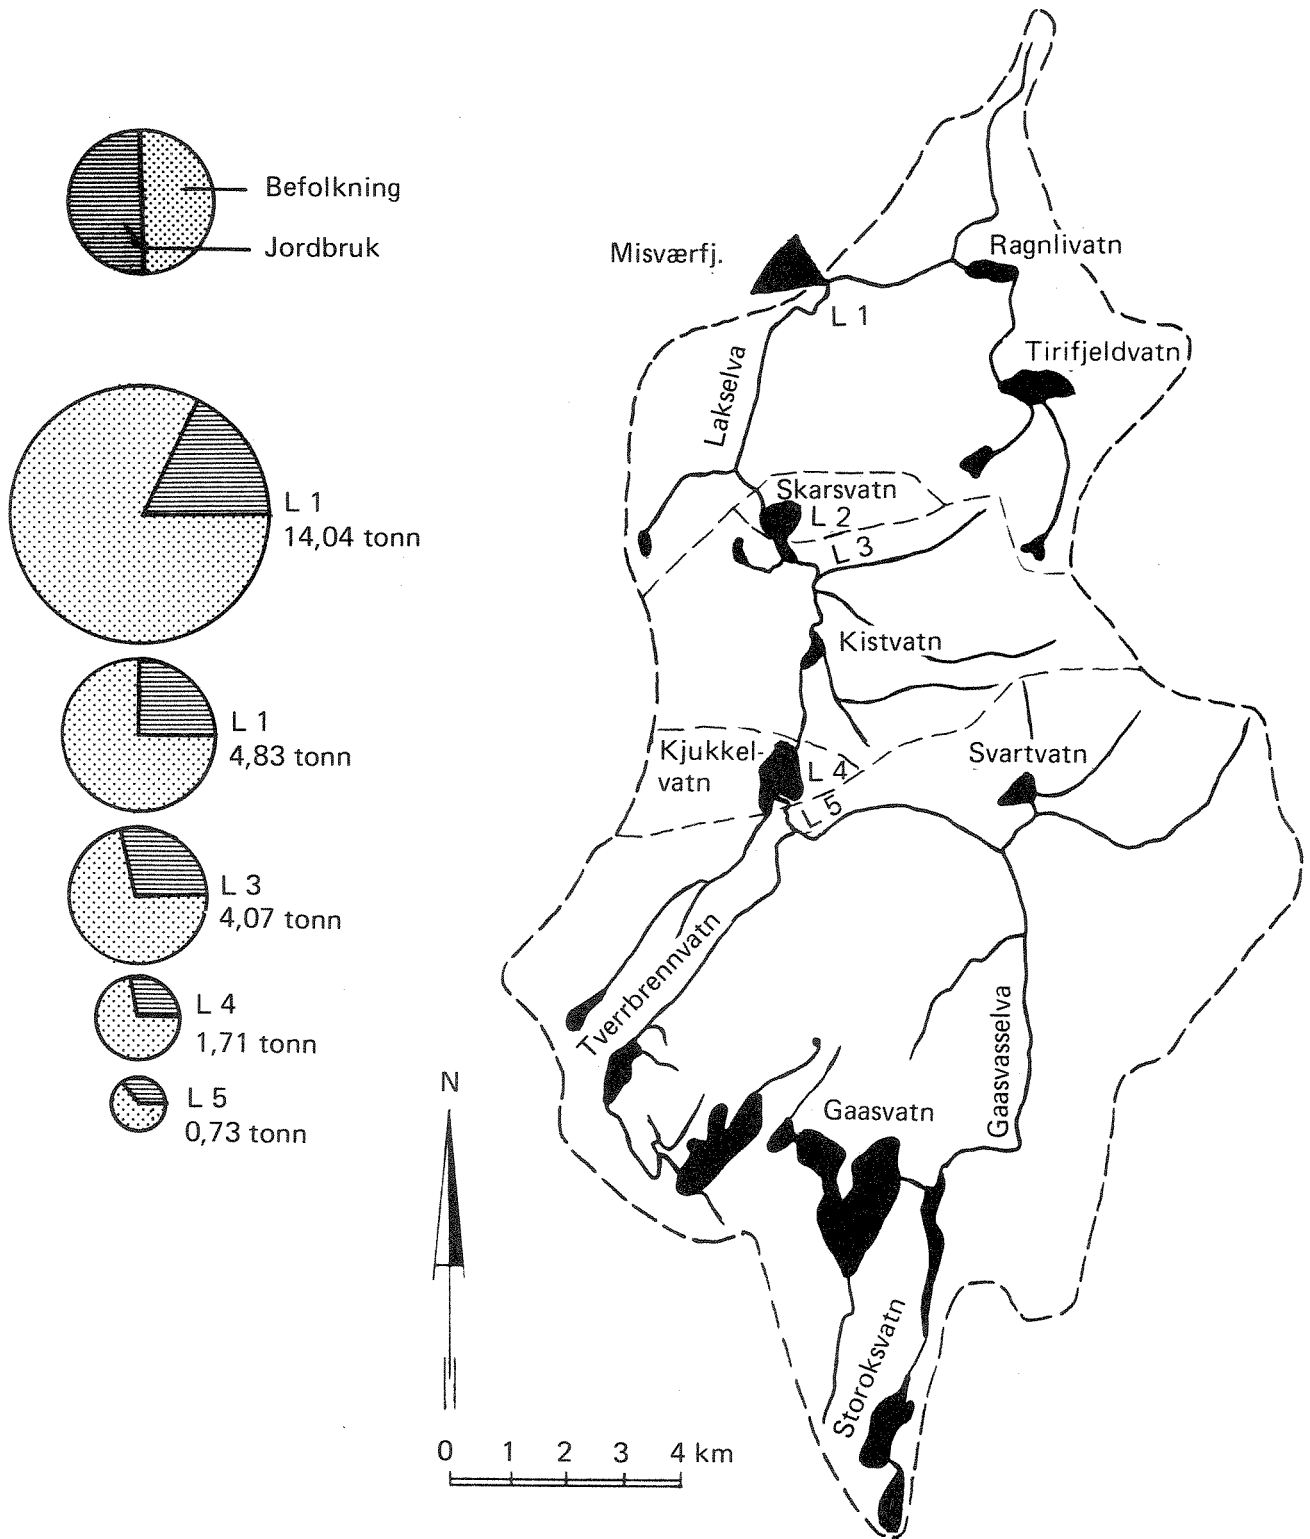 Befolkning
Jordbruk
L 1
14,04 tonn
L 1
4,83 tonn
L 3
4,07 tonn
L 4
1,71 tonn
L 5
0,73 tonn
Misværfj.
Ragnlivatn
L 1
Tirifjeldvatn
Lakselva
Skarsvatn
L 2
L 3
Kistvatn
Kjukkel-
vatn
L 4
Svartvatn
L 5
Tverrbrennvatn
Gaasvasselva
Gaasvatn
Storoksvatn
N
0 1 2 3 4 km